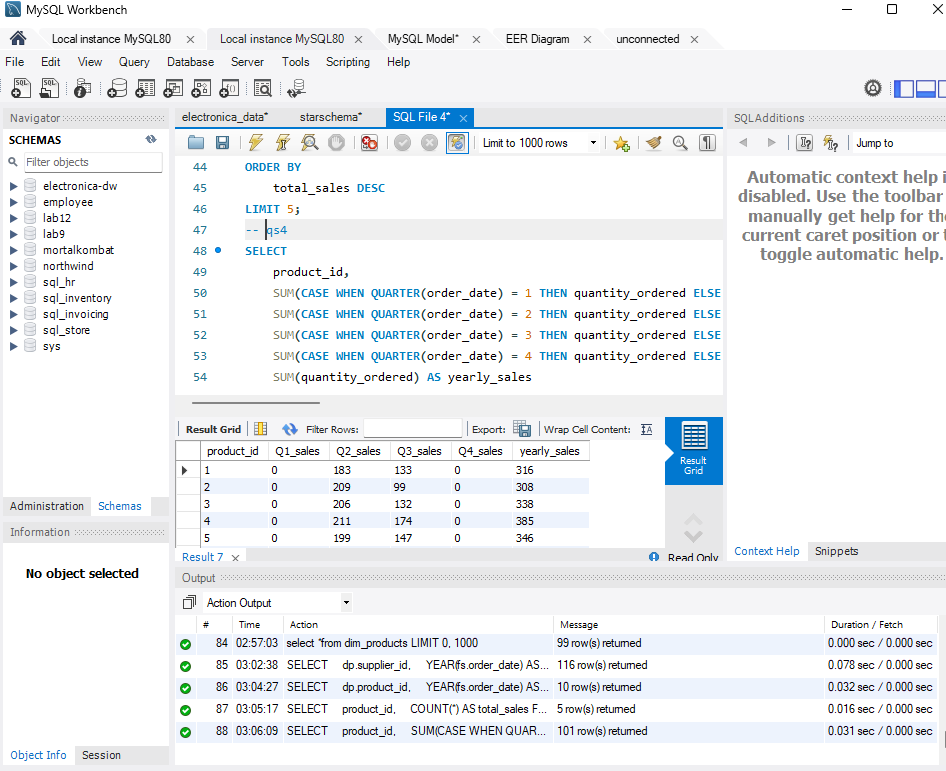 MySQL Workbench
Local instance MySQL80 Local instance MySQL80 MySQL Model* EER Diagram unconnected
File Edit View Query Database Server Tools Scripting Help
Navigator
SCHEMAS
Filter objects
electronica-dw
employee
lab12
lab9
mortalkombat
northwind
sql_hr
sql_inventory
sql_invoicing
sql_store
sys
Administration Schemas
Information
No object selected
Object Info Session
electronica_data* starschema* SQL File 4*
Limit to 1000 rows
44 ORDER BY
45 total_sales DESC
46 LIMIT 5;
47 -- qs4
48 SELECT
49 product_id,
50 SUM(CASE WHEN QUARTER(order_date) = 1 THEN quantity_ordered ELSE
51 SUM(CASE WHEN QUARTER(order_date) = 2 THEN quantity_ordered ELSE
52 SUM(CASE WHEN QUARTER(order_date) = 3 THEN quantity_ordered ELSE
53 SUM(CASE WHEN QUARTER(order_date) = 4 THEN quantity_ordered ELSE
54 SUM(quantity_ordered) AS yearly_sales
Result Grid Filter Rows: Export: Wrap Cell Content:
product_id Q1_sales Q2_sales Q3_sales Q4_sales yearly_sales
1 0 183 133 0 316
2 0 209 99 0 308
3 0 206 132 0 338
4 0 211 174 0 385
5 0 199 147 0 346
Result Grid
Result 7 Read Only
SQLAdditions
Jump to
Automatic context help i
disabled. Use the toolbar
manually get help for the
current caret position or t
toggle automatic help.
Context Help Snippets
Output
Action Output
# Time Action Message Duration / Fetch
84 02:57:03 select *from dim_products LIMIT 0, 1000 99 row(s) returned 0.000 sec / 0.000 sec
85 03:02:38 SELECT dp.supplier_id, YEAR(fs.order_date) AS... 116 row(s) returned 0.078 sec / 0.000 sec
86 03:04:27 SELECT dp.product_id, YEAR(fs.order_date) AS... 10 row(s) returned 0.032 sec / 0.000 sec
87 03:05:17 SELECT product_id, COUNT(*) AS total_sales F... 5 row(s) returned 0.016 sec / 0.000 sec
88 03:06:09 SELECT product_id, SUM(CASE WHEN QUAR... 101 row(s) returned 0.031 sec / 0.000 sec